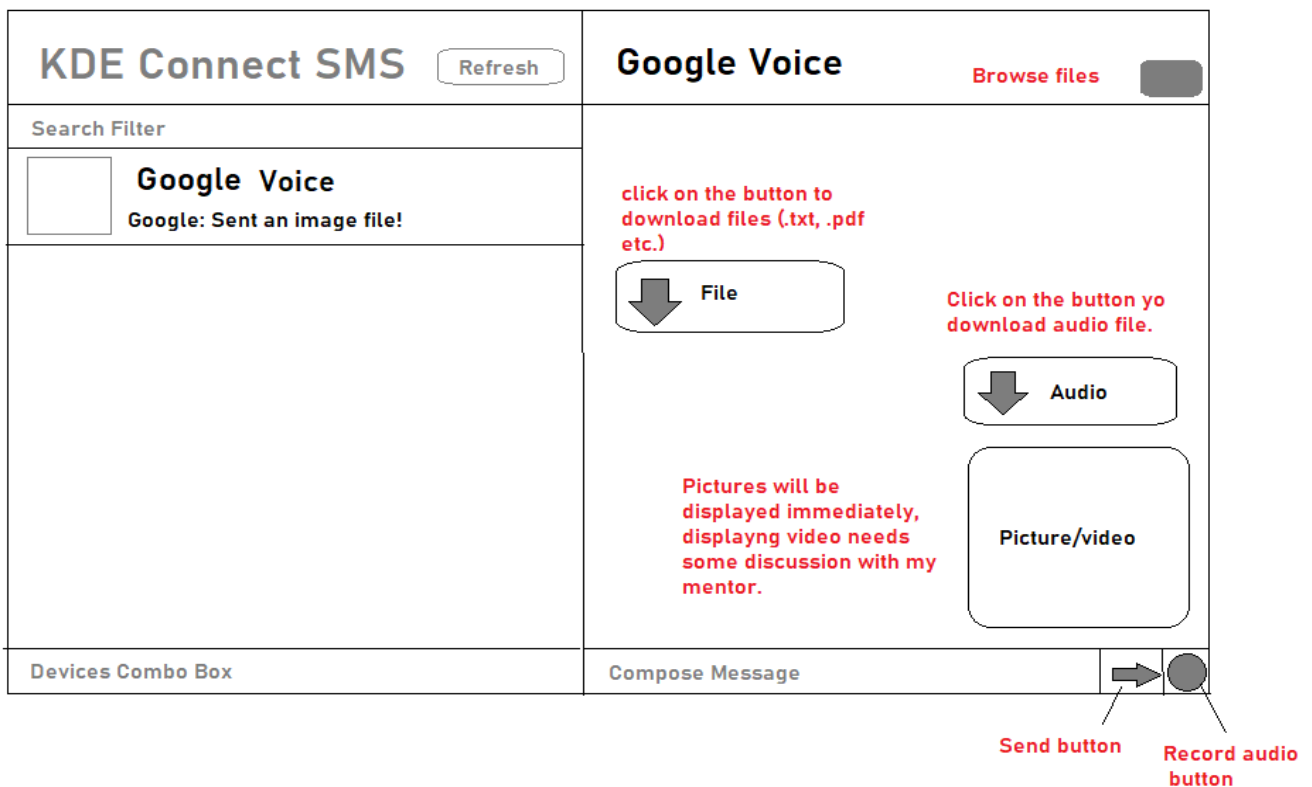 KDE Connect SMS
Refresh
Google Voice
Browse files
Search Filter
Google Voice
Google: Sent an image file!
click on the button to
download files (.txt, .pdf
etc.)
File
Click on the button yo
download audio file.
Audio
Pictures will be
displayed immediately,
displayng video needs
some discussion with my
mentor.
Picture/video
Devices Combo Box
Compose Message
Send button
Record audio
button